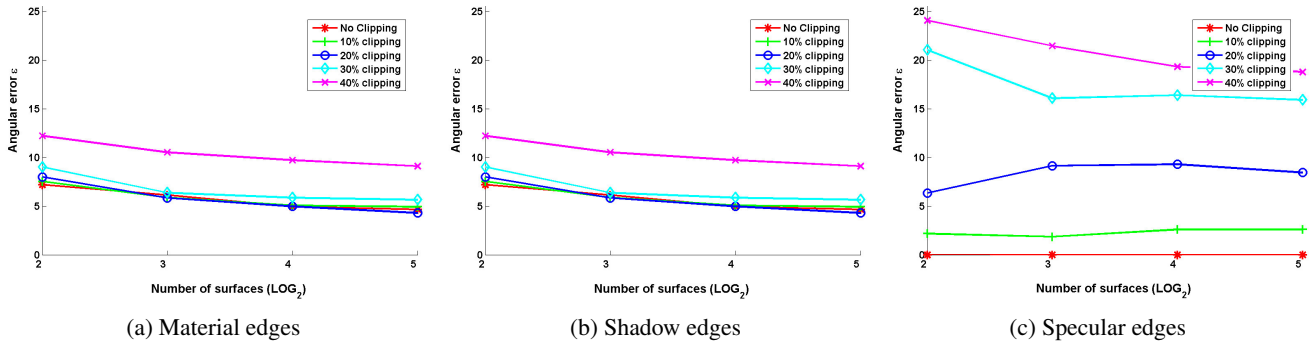 25
20
15
10
5
0
2
3
4
5
Angular error ε
Number of surfaces (LOG2)
No Clipping
10% clipping
20% clipping
30% clipping
40% clipping
(a) Material edges
25
20
15
10
5
0
2
3
4
5
Angular error ε
Number of surfaces (LOG2)
No Clipping
10% clipping
20% clipping
30% clipping
40% clipping
(b) Shadow edges
25
20
15
10
5
0
2
3
4
5
Angular error ε
Number of surfaces (LOG2)
No Clipping
10% clipping
20% clipping
30% clipping
40% clipping
(c) Specular edges